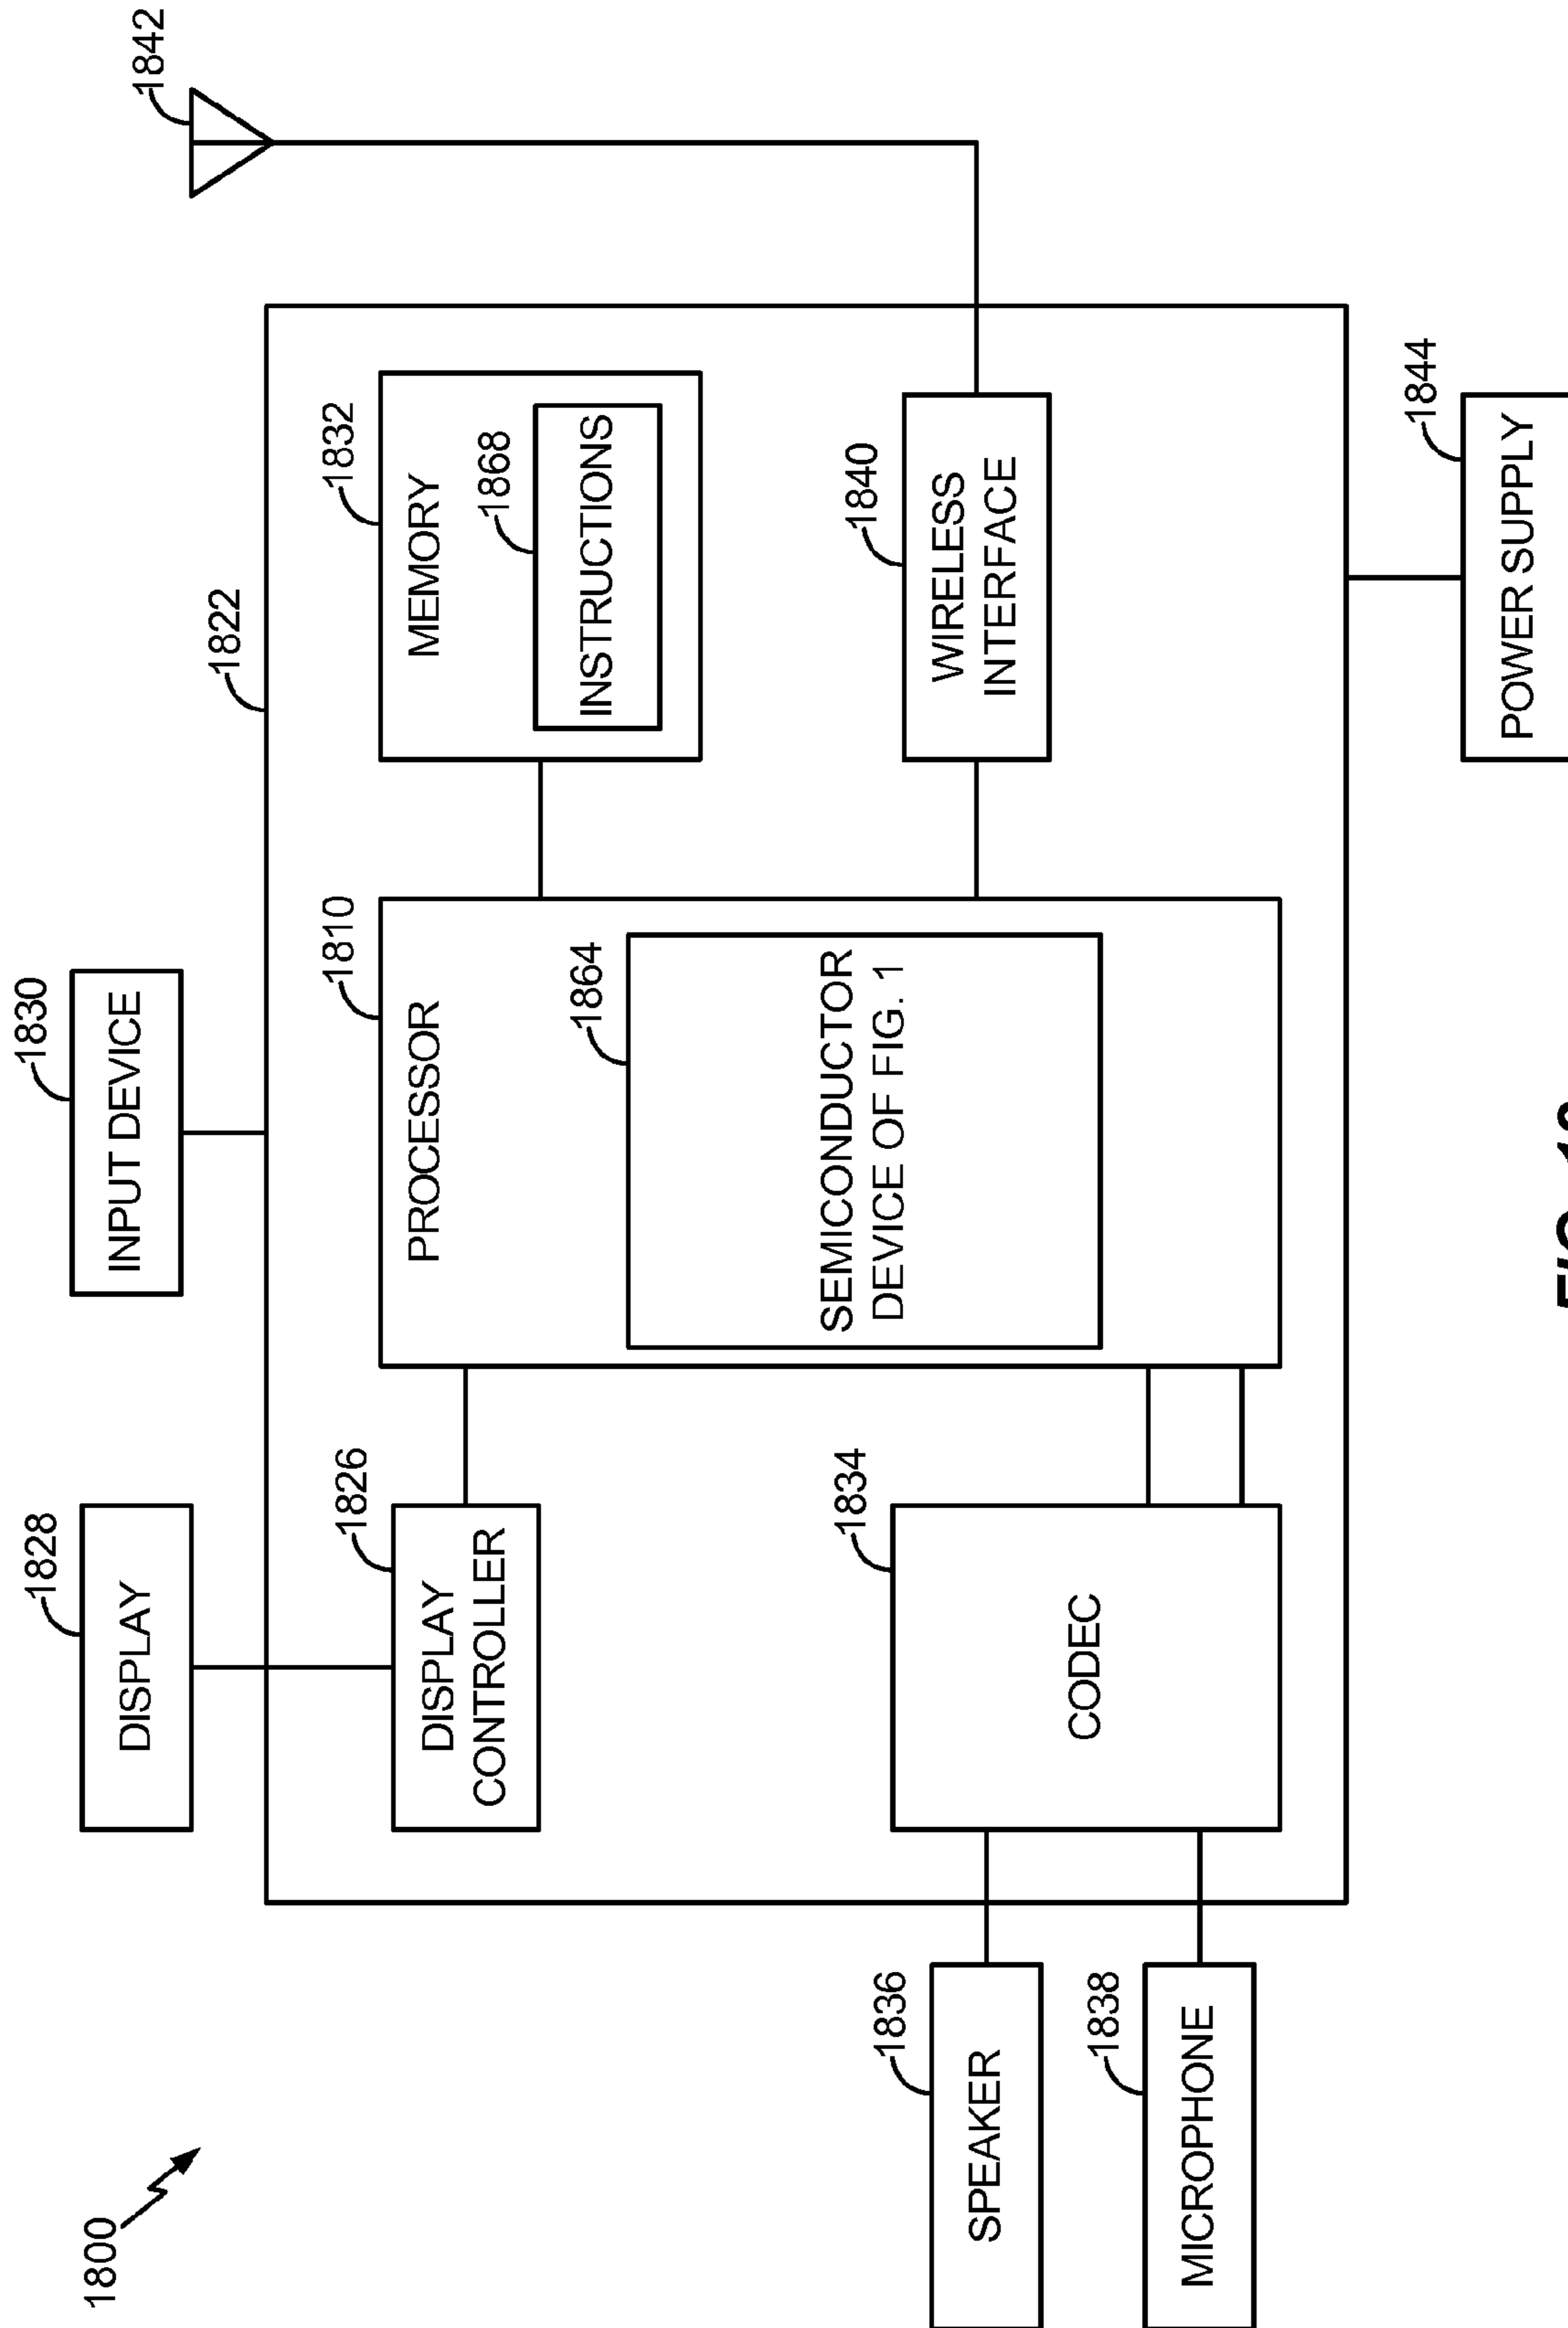 1800
1828
DISPLAY
1830
INPUT DEVICE
1842
1822
1826
DISPLAY
CONTROLLER
1810
PROCESSOR
1864
SEMICONDUCTOR
DEVICE OF FIG. 1
1832
MEMORY
1868
INSTRUCTIONS
1834
CODEC
1840
WIRELESS
INTERFACE
1836
SPEAKER
1838
MICROPHONE
1844
POWER SUPPLY
FIG.